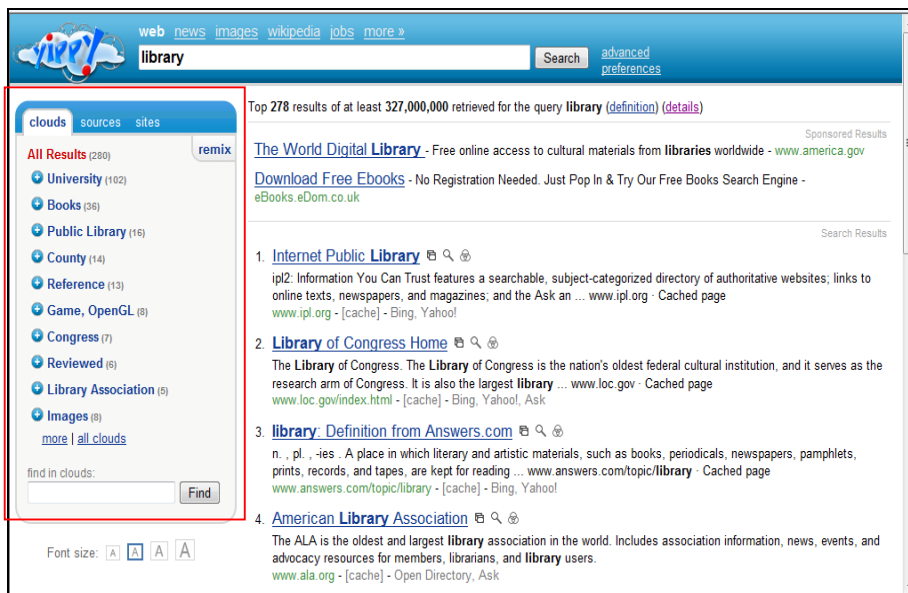 yippy!
web news images wikipedia jobs more »
library
Search
advanced
preferences
clouds sources sites
remix
All Results (280)
University (102)
Books (36)
Public Library (16)
County (14)
Reference (13)
Game, OpenGL (8)
Congress (7)
Reviewed (6)
Library Association (5)
Images (8)
more | all clouds
find in clouds:
Find
Font size: A A A A
Top 278 results of at least 327,000,000 retrieved for the query library (definition) (details)
Sponsored Results
The World Digital Library - Free online access to cultural materials from libraries worldwide - www.america.gov
Download Free Ebooks - No Registration Needed. Just Pop In & Try Our Free Books Search Engine -
eBooks.eDom.co.uk
Search Results
1. Internet Public Library
ipl2: Information You Can Trust features a searchable, subject-categorized directory of authoritative websites; links to
online texts, newspapers, and magazines; and the Ask an ... www.ipl.org · Cached page
www.ipl.org - [cache] - Bing, Yahoo!
2. Library of Congress Home
The Library of Congress. The Library of Congress is the nation's oldest federal cultural institution, and it serves as the
research arm of Congress. It is also the largest library ... www.loc.gov · Cached page
www.loc.gov/index.html - [cache] - Bing, Yahoo!, Ask
3. library: Definition from Answers.com
n. , pl. , -ies . A place in which literary and artistic materials, such as books, periodicals, newspapers, pamphlets,
prints, records, and tapes, are kept for reading ... www.answers.com/topic/library · Cached page
www.answers.com/topic/library - [cache] - Bing, Yahoo!
4. American Library Association
The ALA is the oldest and largest library association in the world. Includes association information, news, events, and
advocacy resources for members, librarians, and library users.
www.ala.org - [cache] - Open Directory, Ask